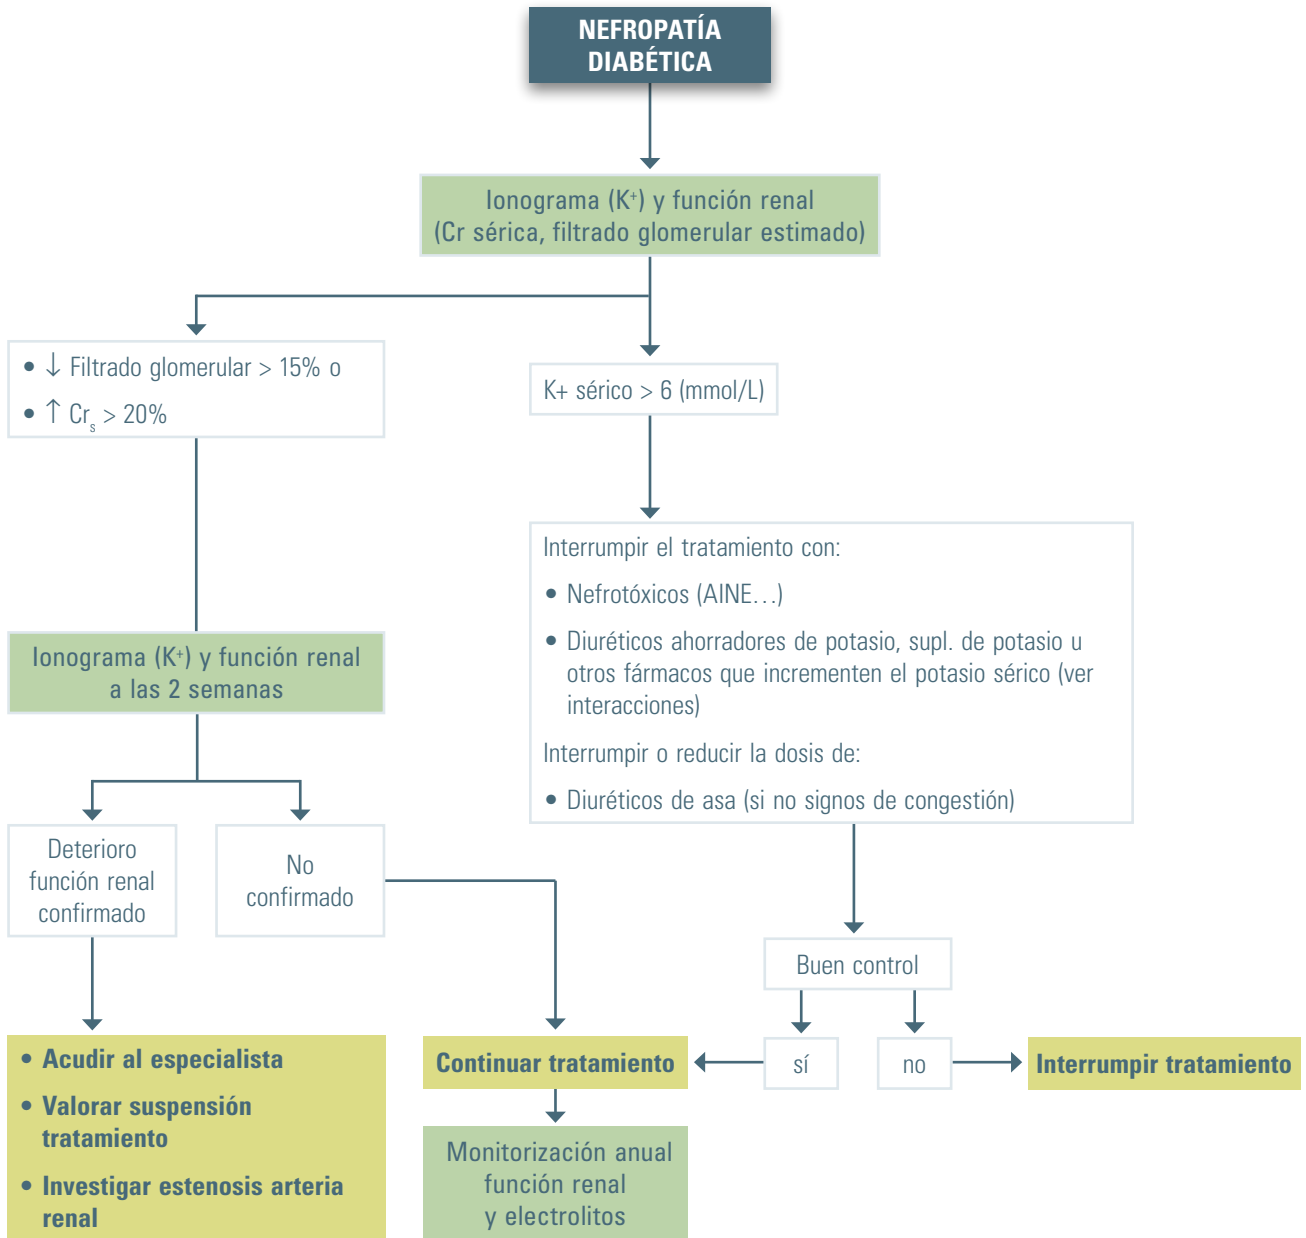 NEFROPATÍA
DIABÉTICA
Ionograma (K+) y función renal
(Cr sérica, filtrado glomerular estimado)
• ↓ Filtrado glomerular > 15% o
• ↑ Crs > 20%
K+ sérico > 6 (mmol/L)
Interrumpir el tratamiento con:
• Nefrotóxicos (AINE…)
• Diuréticos ahorradores de potasio, supl. de potasio u
otros fármacos que incrementen el potasio sérico (ver
interacciones)
Interrumpir o reducir la dosis de:
• Diuréticos de asa (si no signos de congestión)
Ionograma (K+) y función renal
a las 2 semanas
Deterioro
función renal
confirmado
No
confirmado
Buen control
sí
no
• Acudir al especialista
• Valorar suspensión
tratamiento
• Investigar estenosis arteria
renal
Continuar tratamiento
Interrumpir tratamiento
Monitorización anual
función renal
y electrolitos